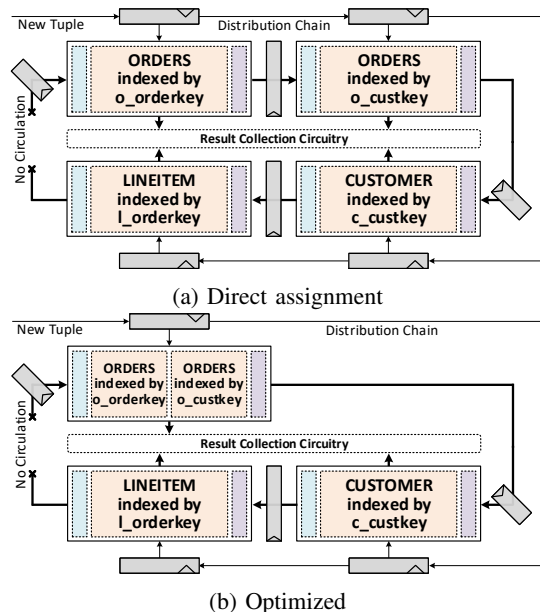 New Tuple
Distribution Chain
ORDERS
indexed by
o_orderkey
ORDERS
indexed by
o_custkey
No Circulation
Result Collection Circuitry
LINEITEM
indexed by
l_orderkey
CUSTOMER
indexed by
c_custkey
(a) Direct assignment
New Tuple
Distribution Chain
ORDERS
indexed by
o_orderkey
ORDERS
indexed by
o_custkey
No Circulation
Result Collection Circuitry
LINEITEM
indexed by
l_orderkey
CUSTOMER
indexed by
c_custkey
(b) Optimized